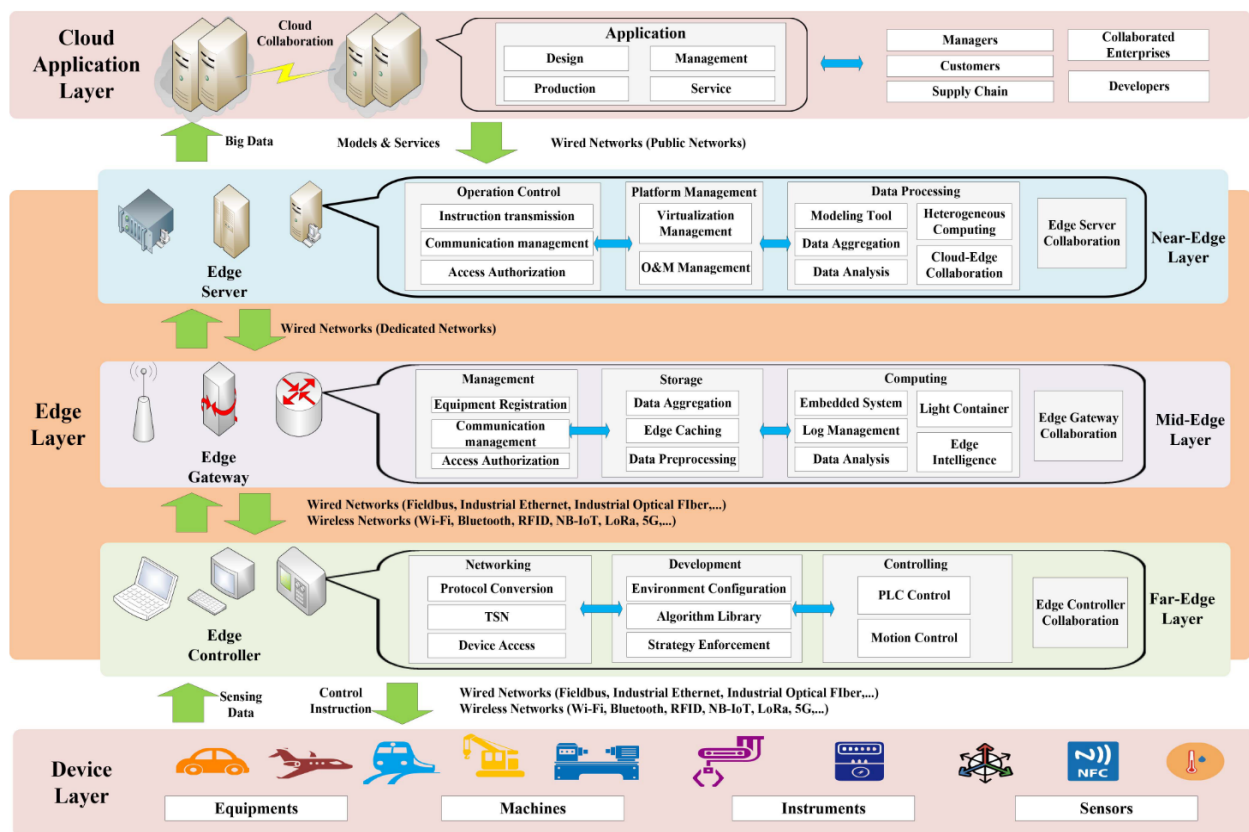 Cloud
Application
Layer
Cloud
Collaboration
Application
Design
Management
Production
Service
Managers
Customers
Supply Chain
Collaborated
Enterprises
Developers
Big Data
Models & Services
Wired Networks (Public Networks)
Edge
Layer
Edge
Server
Operation Control
Instruction transmission
Communication management
Access Authorization
Platform Management
Virtualization
Management
O&M Management
Data Processing
Modeling Tool
Data Aggregation
Data Analysis
Heterogeneous
Computing
Cloud-Edge
Collaboration
Edge Server
Collaboration
Near-Edge
Layer
Wired Networks (Dedicated Networks)
Edge
Gateway
Management
Equipment Registration
Communication
management
Access Authorization
Storage
Data Aggregation
Edge Caching
Data Preprocessing
Computing
Embedded System
Log Management
Data Analysis
Light Container
Edge
Intelligence
Edge Gateway
Collaboration
Mid-Edge
Layer
Wired Networks (Fieldbus, Industrial Ethernet, Industrial Optical FIber,...)
Wireless Networks (Wi-Fi, Bluetooth, RFID, NB-IoT, LoRa, 5G,...)
Edge
Controller
Networking
Protocol Conversion
TSN
Device Access
Development
Environment Configuration
Algorithm Library
Strategy Enforcement
Controlling
PLC Control
Motion Control
Edge Controller
Collaboration
Far-Edge
Layer
Sensing
Data
Control
Instruction
Wired Networks (Fieldbus, Industrial Ethernet, Industrial Optical FIber,...)
Wireless Networks (Wi-Fi, Bluetooth, RFID, NB-IoT, LoRa, 5G,...)
Device
Layer
NFC
Equipments
Machines
Instruments
Sensors